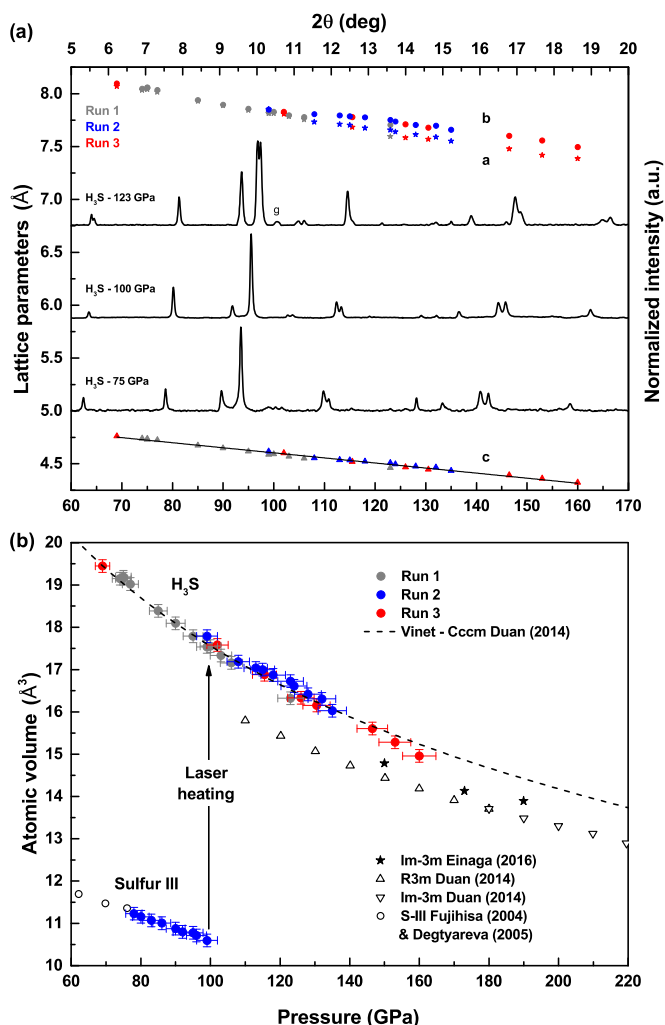 (a)
2θ (deg)
5 6 7 8 9 10 11 12 13 14 15 16 17 18 19 20
Lattice parameters (Å)
Normalized intensity (a.u.)
8.0
7.5
7.0
6.5
6.0
5.5
5.0
4.5
Run 1
Run 2
Run 3
b
a
H3S - 123 GPa
g
H3S - 100 GPa
H3S - 75 GPa
c
60 70 80 90 100 110 120 130 140 150 160 170
(b)
Atomic volume (Å³)
20
19
18
17
16
15
14
13
12
11
10
H3S
Run 1
Run 2
Run 3
Vinet - Cccm Duan (2014)
Laser
heating
Sulfur III
Im-3m Einaga (2016)
R3m Duan (2014)
Im-3m Duan (2014)
S-III Fujihisa (2004)
& Degtyareva (2005)
60 80 100 120 140 160 180 200 220
Pressure (GPa)